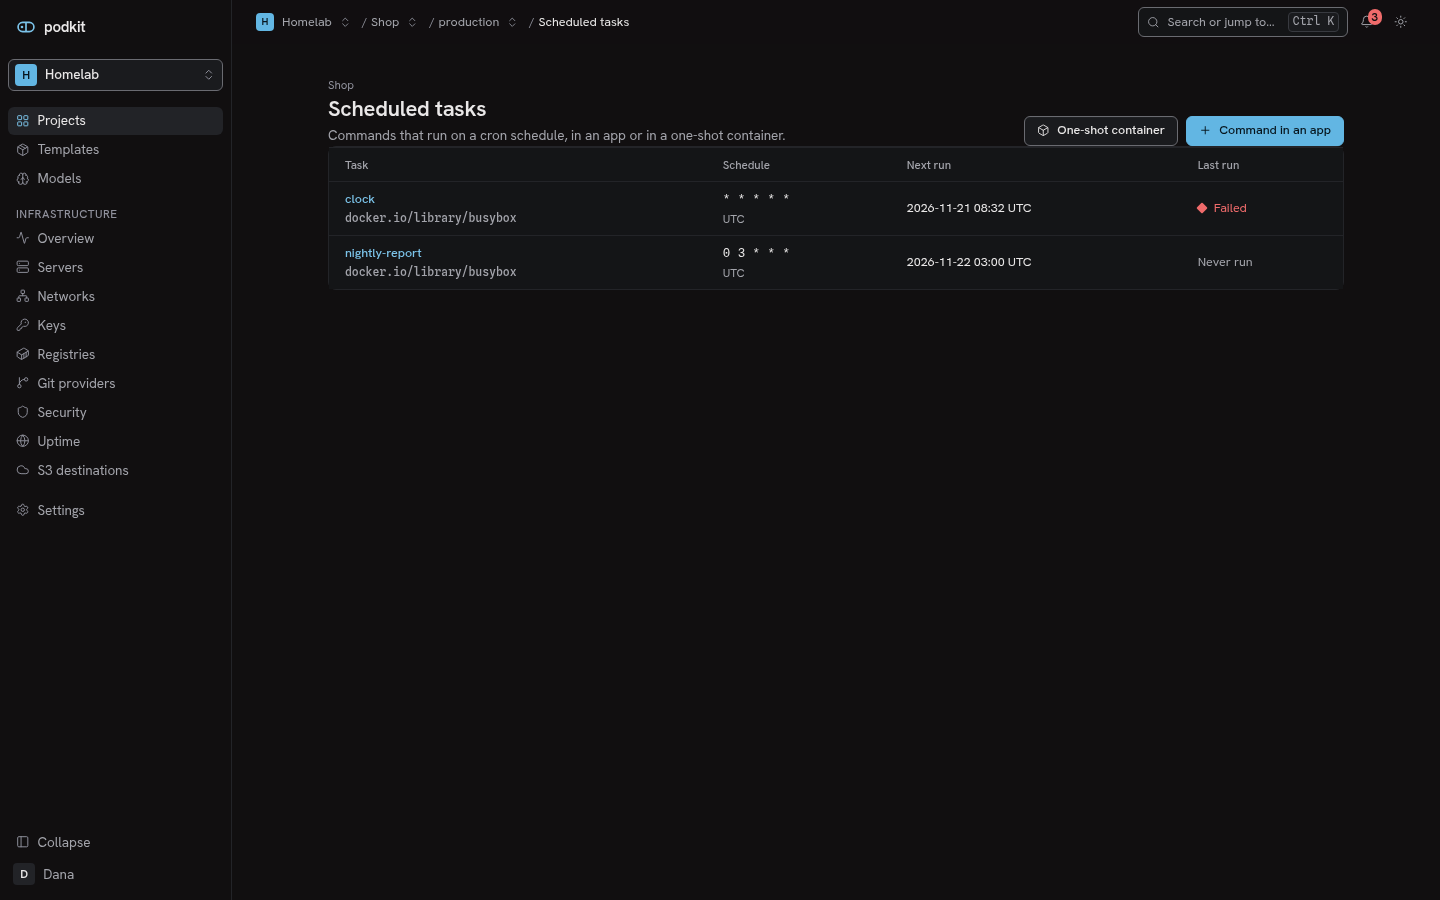 podkit
H Homelab / Shop / production / Scheduled tasks
Search or jump to... Ctrl K
3
H Homelab
Projects
Templates
Models
INFRASTRUCTURE
Overview
Servers
Networks
Keys
Registries
Git providers
Security
Uptime
S3 destinations
Settings
Collapse
D Dana
Shop
Scheduled tasks
Commands that run on a cron schedule, in an app or in a one-shot container.
One-shot container
Command in an app
Task Schedule Next run Last run
clock
docker.io/library/busybox
* * * * *
UTC
2026-11-21 08:32 UTC
Failed
nightly-report
docker.io/library/busybox
0 3 * * *
UTC
2026-11-22 03:00 UTC
Never run